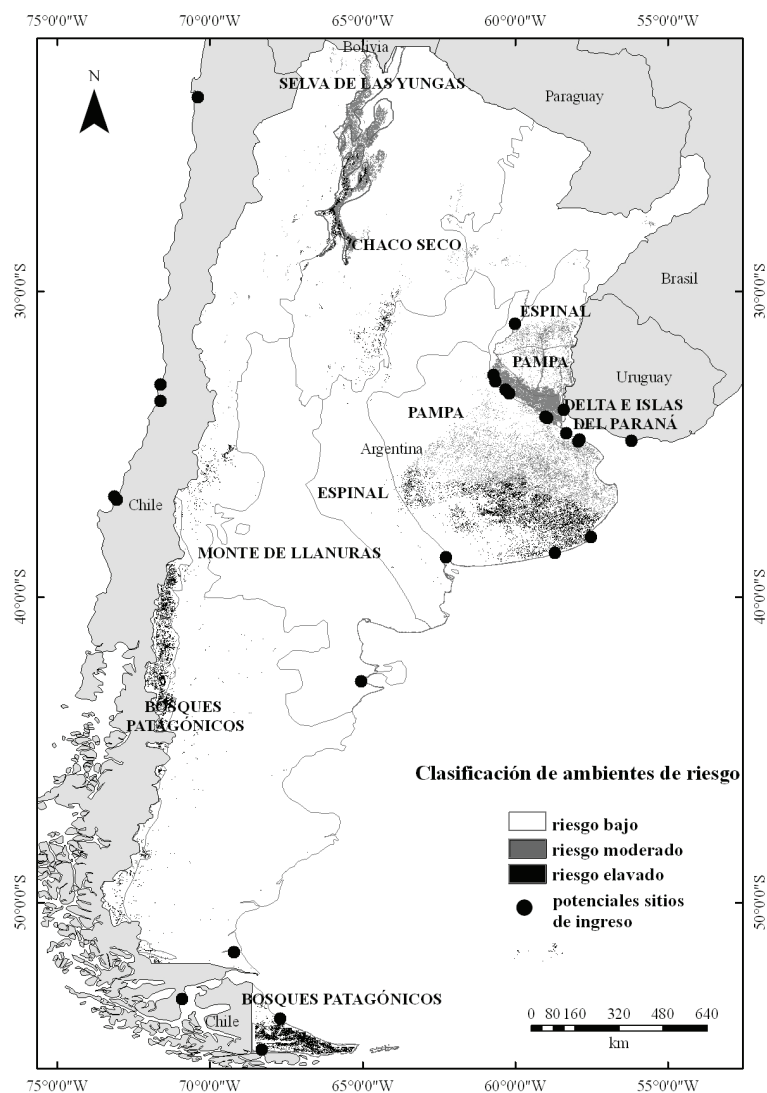 75°0'0"W 70°0'0"W 65°0'0"W 60°0'0"W 55°0'0"W
Bolivia
N
SELVA DE LAS YUNGAS
Paraguay
CHACO SECO
Brasil
30°0'0"S 30°0'0"S
ESPINAL
PAMPA
Uruguay
DELTA E ISLAS
DEL PARANÁ
PAMPA
Argentina
ESPINAL
Chile
MONTE DE LLANURAS
40°0'0"S 40°0'0"S
BOSQUES
PATAGÓNICOS
Clasificación de ambientes de riesgo
riesgo bajo
riesgo moderado
riesgo elavado
potenciales sitios
de ingreso
50°0'0"S 50°0'0"S
BOSQUES PATAGÓNICOS
Chile
0 80 160 320 480 640
km
75°0'0"W 70°0'0"W 65°0'0"W 60°0'0"W 55°0'0"W